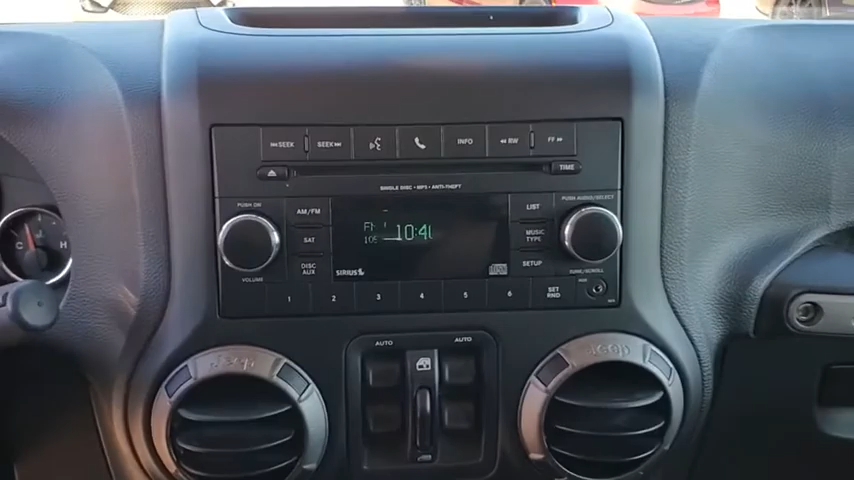 ⏮SEEK SEEK⏭ INFO ◀◀RW FF▶▶
TIME
SINGLE DISC • MP3 • ANTI-THEFT
PUSH ON PUSH AUDIO/SELECT
AM/FM LIST
SAT MUSIC
TYPE
DISC
AUX SETUP
10:41
SIRIUS
VOLUME TUNE/SCROLL
1 2 3 4 5 6 SET
RND
AUX
AUTO AUTO
Jeep Jeep
C H
Jeep